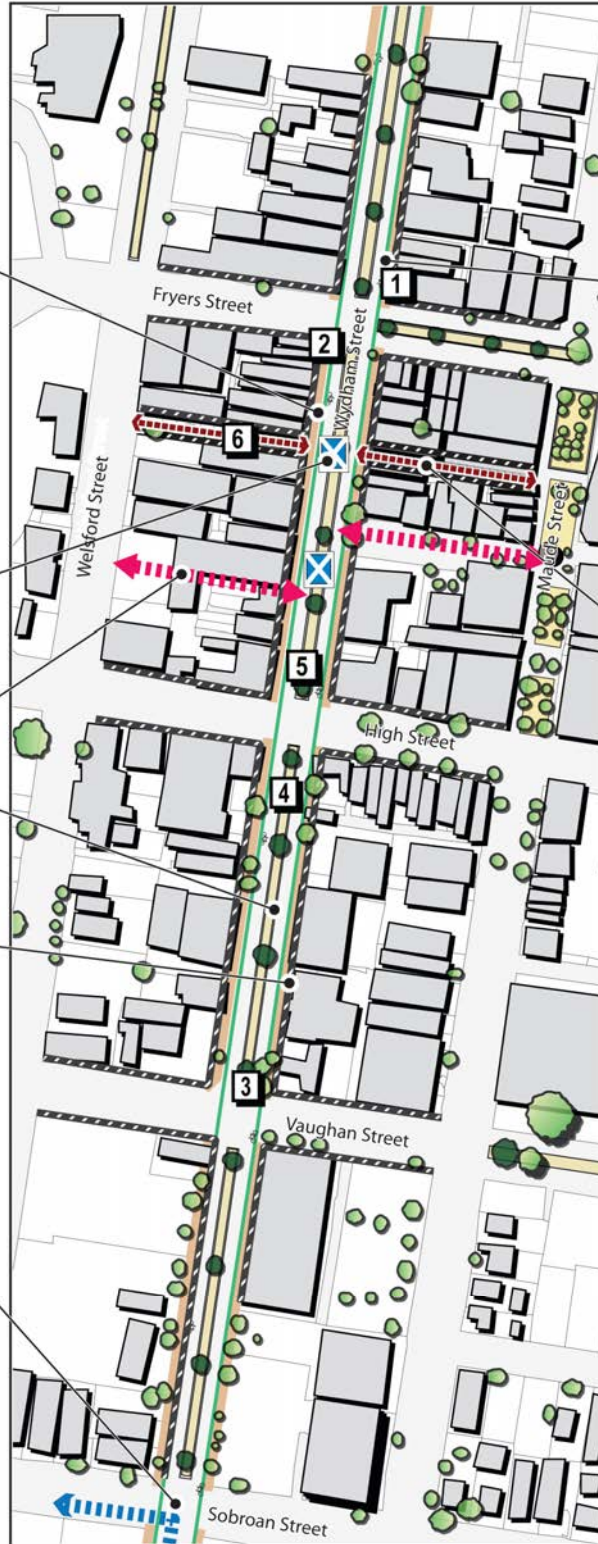 1
Fryers Street
2
Wydham Street
6
Welsford Street
Maude Street
5
High Street
4
3
Vaughan Street
Sobroan Street